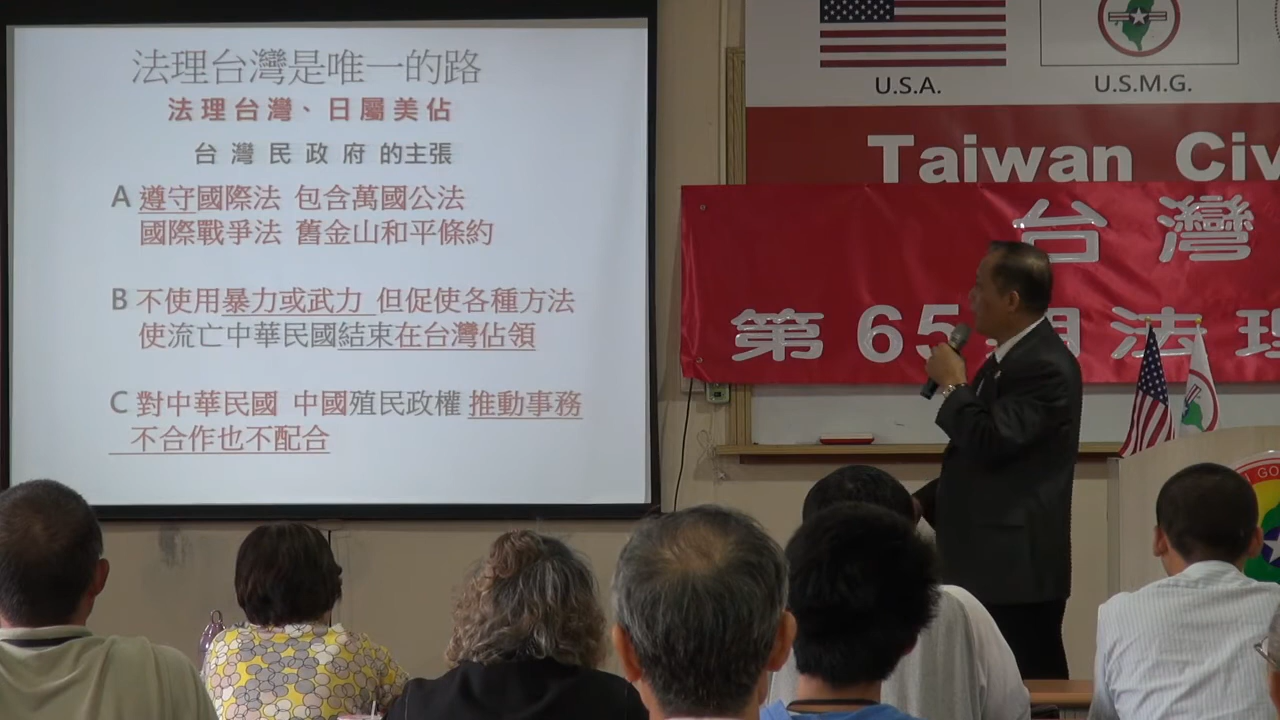 法理台灣是唯一的路
法理台灣、日屬美佔
台灣民政府的主張
A 遵守國際法 包含萬國公法
國際戰爭法 舊金山和平條約
B 不使用暴力或武力 但促使各種方法
使流亡中華民國結束在台灣佔領
C 對中華民國 中國殖民政權 推動事務
不合作也不配合
U.S.A.
U.S.M.G.
Taiwan Civ
台灣
第65期法理
GO